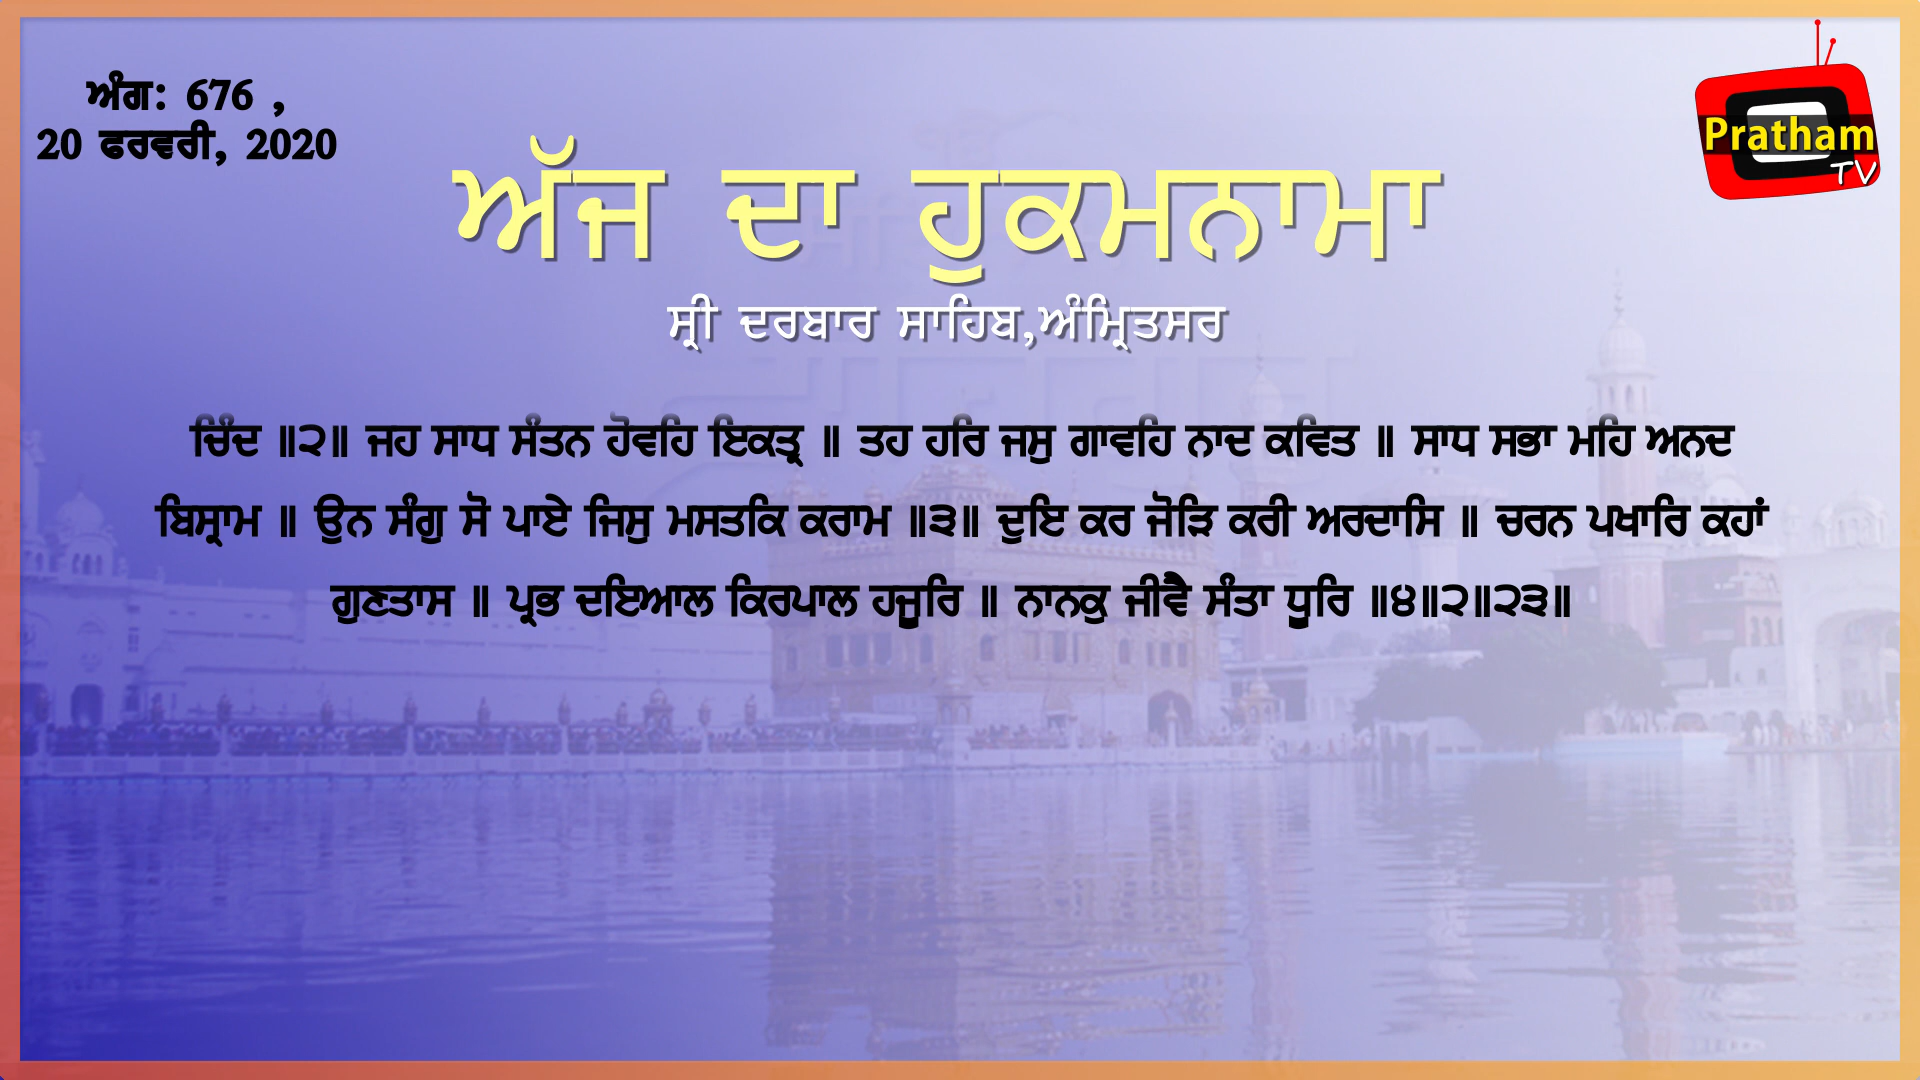 ਅੰਗ: 676 ,
20 ਫਰਵਰੀ, 2020
Pratham
TV
ਅੱਜ ਦਾ ਹੁਕਮਨਾਮਾ
ਸ੍ਰੀ ਦਰਬਾਰ ਸਾਹਿਬ,ਅੰਮ੍ਰਿਤਸਰ
ਚਿੰਦ ॥੨॥ ਜਹ ਸਾਧ ਸੰਤਨ ਹੋਵਹਿ ਇਕਤ੍ਰ ॥ ਤਹ ਹਰਿ ਜਸੁ ਗਾਵਹਿ ਨਾਦ ਕਵਿਤ ॥ ਸਾਧ ਸਭਾ ਮਹਿ ਅਨਦ
ਬਿਸ੍ਰਾਮ ॥ ਉਨ ਸੰਗੁ ਸੋ ਪਾਏ ਜਿਸੁ ਮਸਤਕਿ ਕਰਾਮ ॥੩॥ ਦੁਇ ਕਰ ਜੋੜਿ ਕਰੀ ਅਰਦਾਸਿ ॥ ਚਰਨ ਪਖਾਰਿ ਕਹਾਂ
ਗੁਣਤਾਸ ॥ ਪ੍ਰਭ ਦਇਆਲ ਕਿਰਪਾਲ ਹਜੂਰਿ ॥ ਨਾਨਕੁ ਜੀਵੈ ਸੰਤਾ ਧੂਰਿ ॥੪॥੨॥੨੩॥